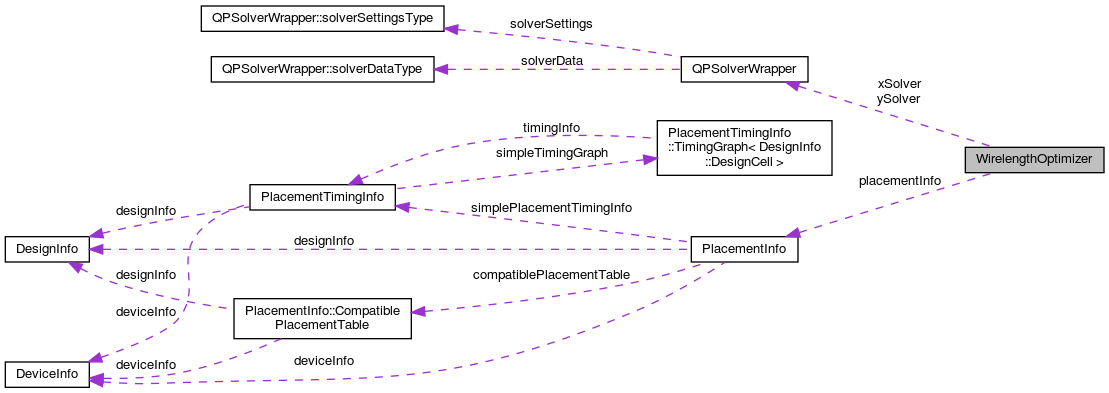 QPSolverWrapper::solverSettingsType
solverSettings
QPSolverWrapper::solverDataType
solverData
QPSolverWrapper
xSolver
ySolver
timingInfo
PlacementTimingInfo
::TimingGraph< DesignInfo
::DesignCell >
simpleTimingGraph
WirelengthOptimizer
placementInfo
PlacementTimingInfo
designInfo
simplePlacementTimingInfo
DesignInfo
designInfo
PlacementInfo
designInfo
compatiblePlacementTable
PlacementInfo::Compatible
PlacementTable
deviceInfo
DeviceInfo
deviceInfo
deviceInfo